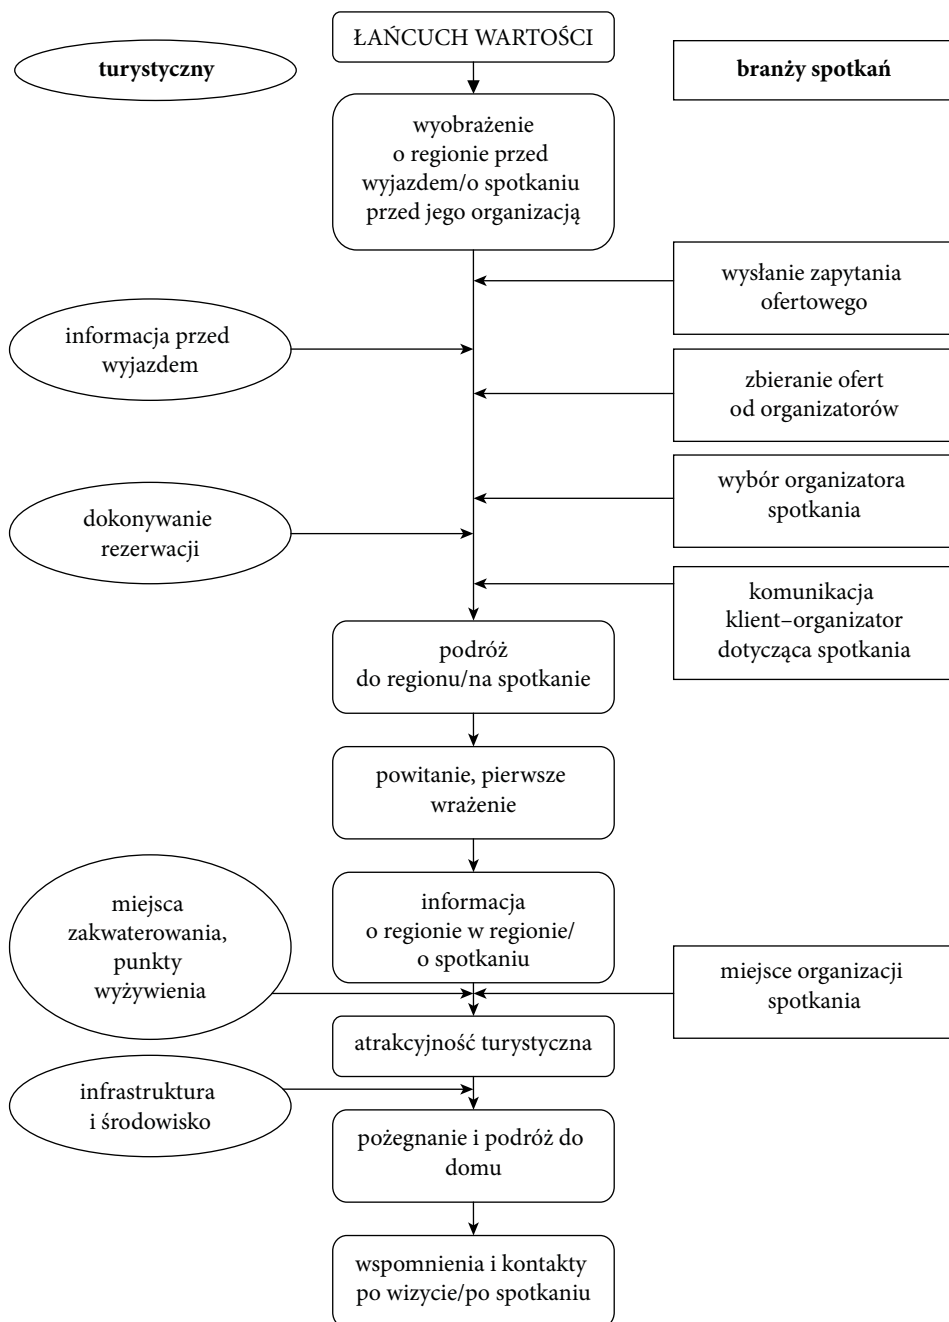 ŁAŃCUCH WARTOŚCI
turystyczny
branży spotkań
wyobrażenie
o regionie przed
wyjazdem/o spotkaniu
przed jego organizacją
wysłanie zapytania
ofertowego
informacja przed
wyjazdem
zbieranie ofert
od organizatorów
wybór organizatora
spotkania
dokonywanie
rezerwacji
komunikacja
klient–organizator
dotycząca spotkania
podróż
do regionu/na spotkanie
powitanie, pierwsze
wrażenie
informacja
o regionie w regionie/
o spotkaniu
miejsca
zakwaterowania,
punkty
wyżywienia
miejsce organizacji
spotkania
atrakcyjność turystyczna
infrastruktura
i środowisko
pożegnanie i podróż do
domu
wspomnienia i kontakty
po wizycie/po spotkaniu